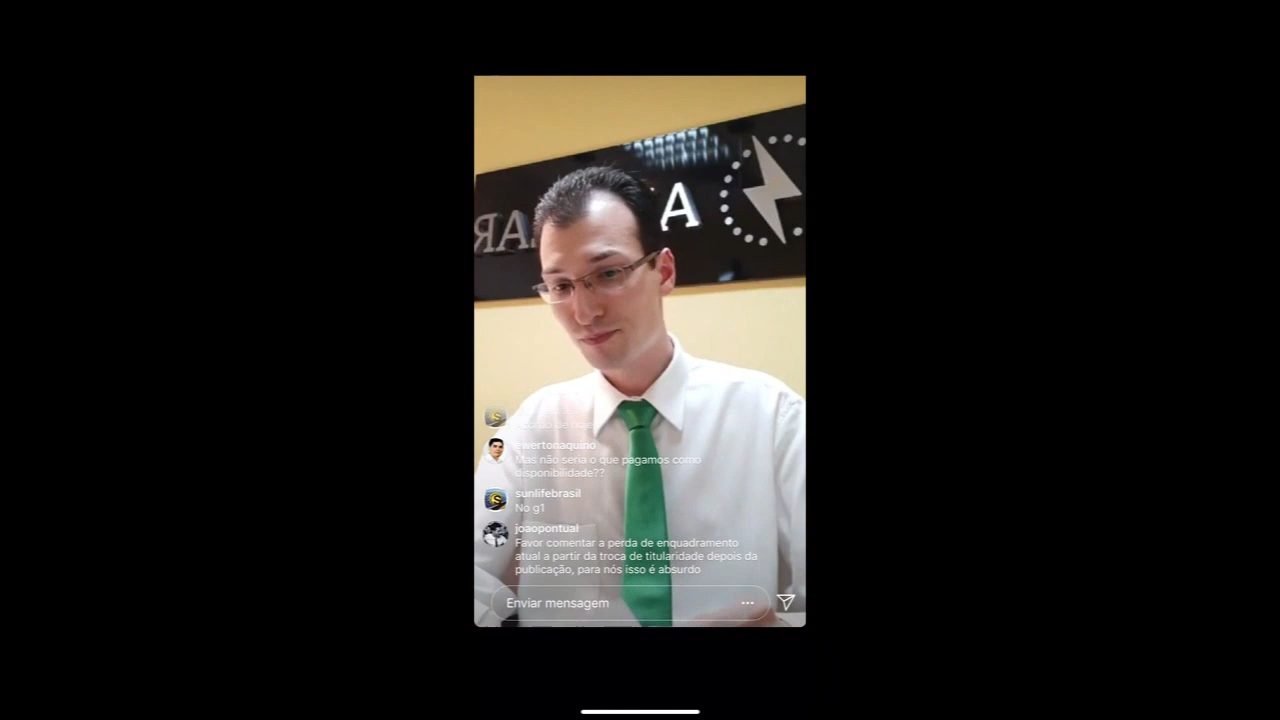 A
AR
ewertonaquino
Mas não seria o que pagamos como
disponibilidade??
sunlifebrasil
No g1
joaopontual
Favor comentar a perda de enquadramento
atual a partir da troca de titularidade depois da
publicação, para nós isso é absurdo
Enviar mensagem